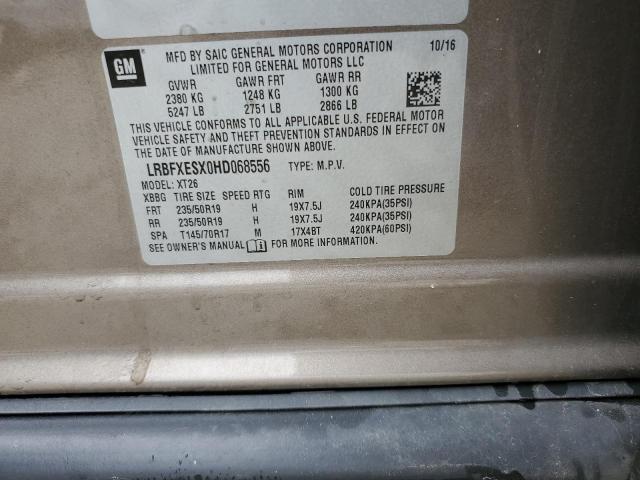 GM
MFD BY SAIC GENERAL MOTORS CORPORATION 10/16
LIMITED FOR GENERAL MOTORS LLC
GVWR GAWR FRT GAWR RR
2380 KG 1248 KG 1300 KG
5247 LB 2751 LB 2866 LB
THIS VEHICLE CONFORMS TO ALL APPLICABLE U.S. FEDERAL MOTOR
VEHICLE SAFETY AND THEFT PREVENTION STANDARDS IN EFFECT ON THE
DATE OF MANUFACTURE SHOWN ABOVE.
LRBFXESX0HD068556 TYPE: M.P.V.
MODEL: XT26
XBBG TIRE SIZE SPEED RTG RIM COLD TIRE PRESSURE
FRT 235/50R19 H 19X7.5J 240KPA(35PSI)
RR 235/50R19 H 19X7.5J 240KPA(35PSI)
SPA T145/70R17 M 17X4BT 420KPA(60PSI)
SEE OWNER'S MANUAL FOR MORE INFORMATION.